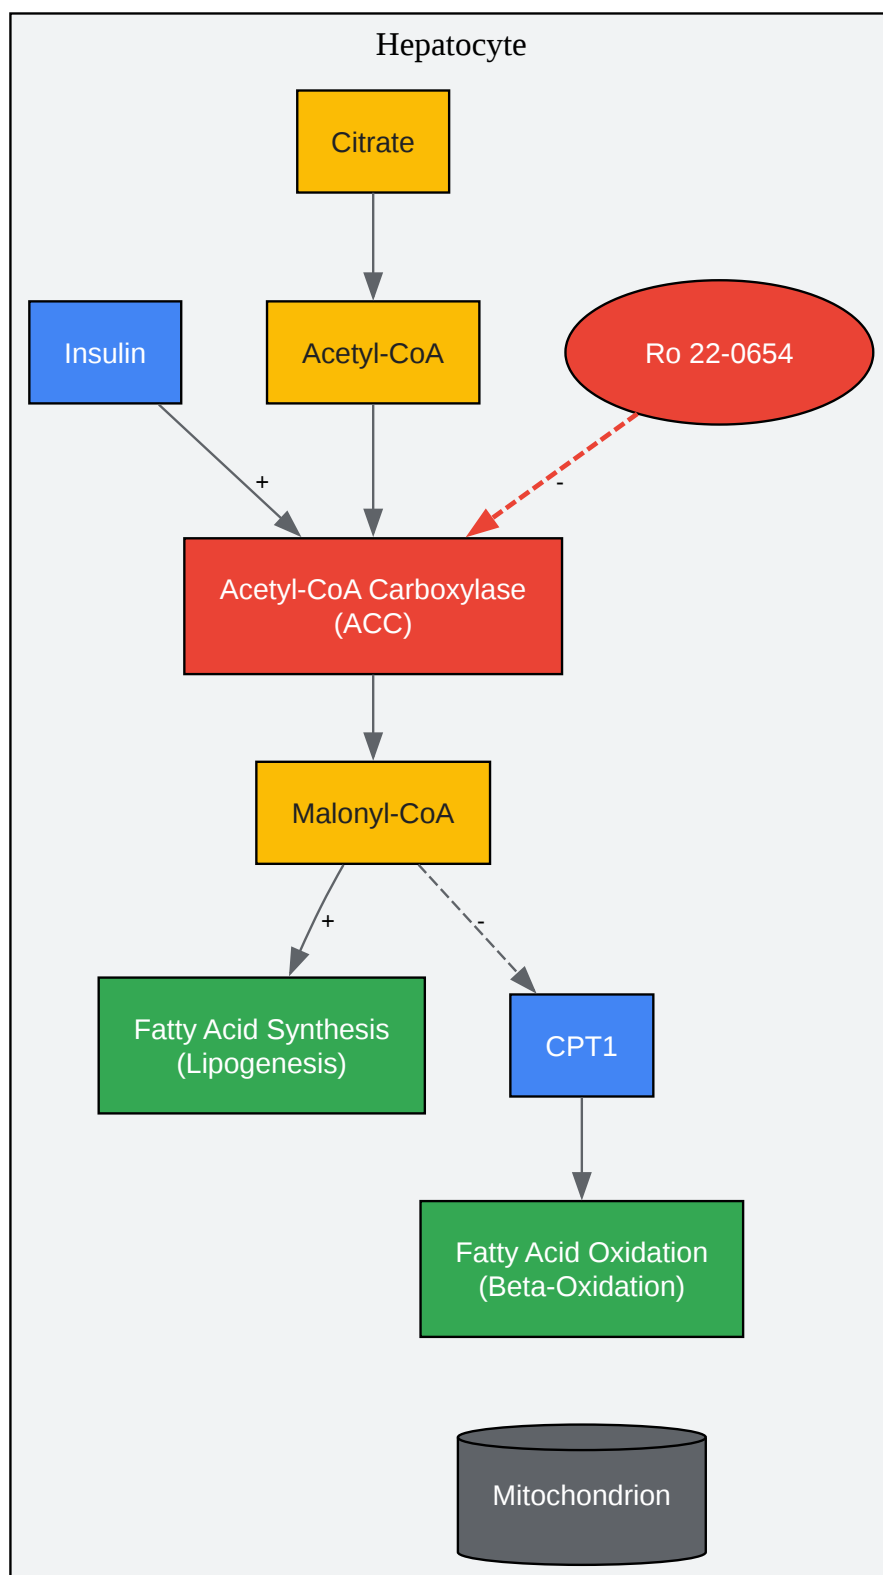 Hepatocyte
Citrate
Insulin
Acetyl-CoA
Ro 22-0654
+
-
Acetyl-CoA Carboxylase
(ACC)
Malonyl-CoA
+
-
Fatty Acid Synthesis
(Lipogenesis)
CPT1
Fatty Acid Oxidation
(Beta-Oxidation)
Mitochondrion